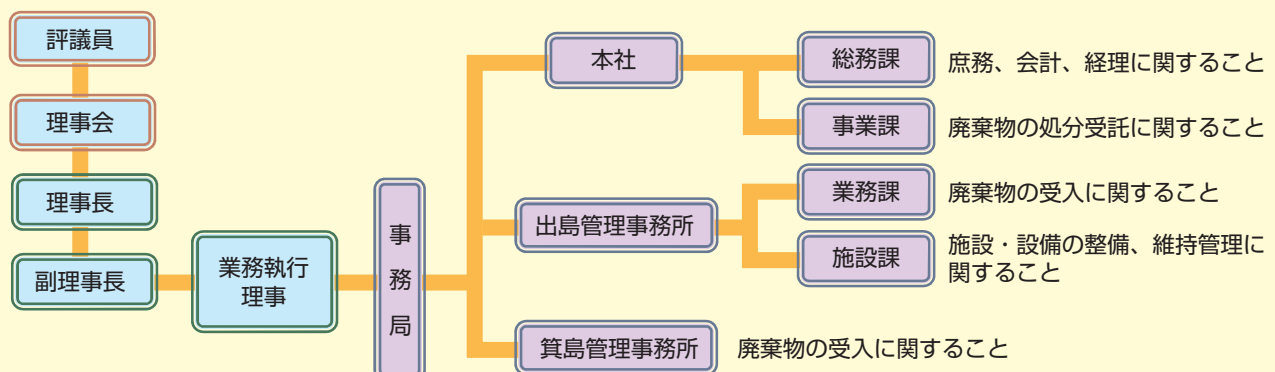 評議員
理事会
理事長
副理事長
業務執行
理事
事務局
本社
総務課
庶務、会計、経理に関すること
事業課
廃棄物の処分受託に関すること
出島管理事務所
業務課
廃棄物の受入に関すること
施設課
施設・設備の整備、維持管理に
関すること
箕島管理事務所
廃棄物の受入に関すること